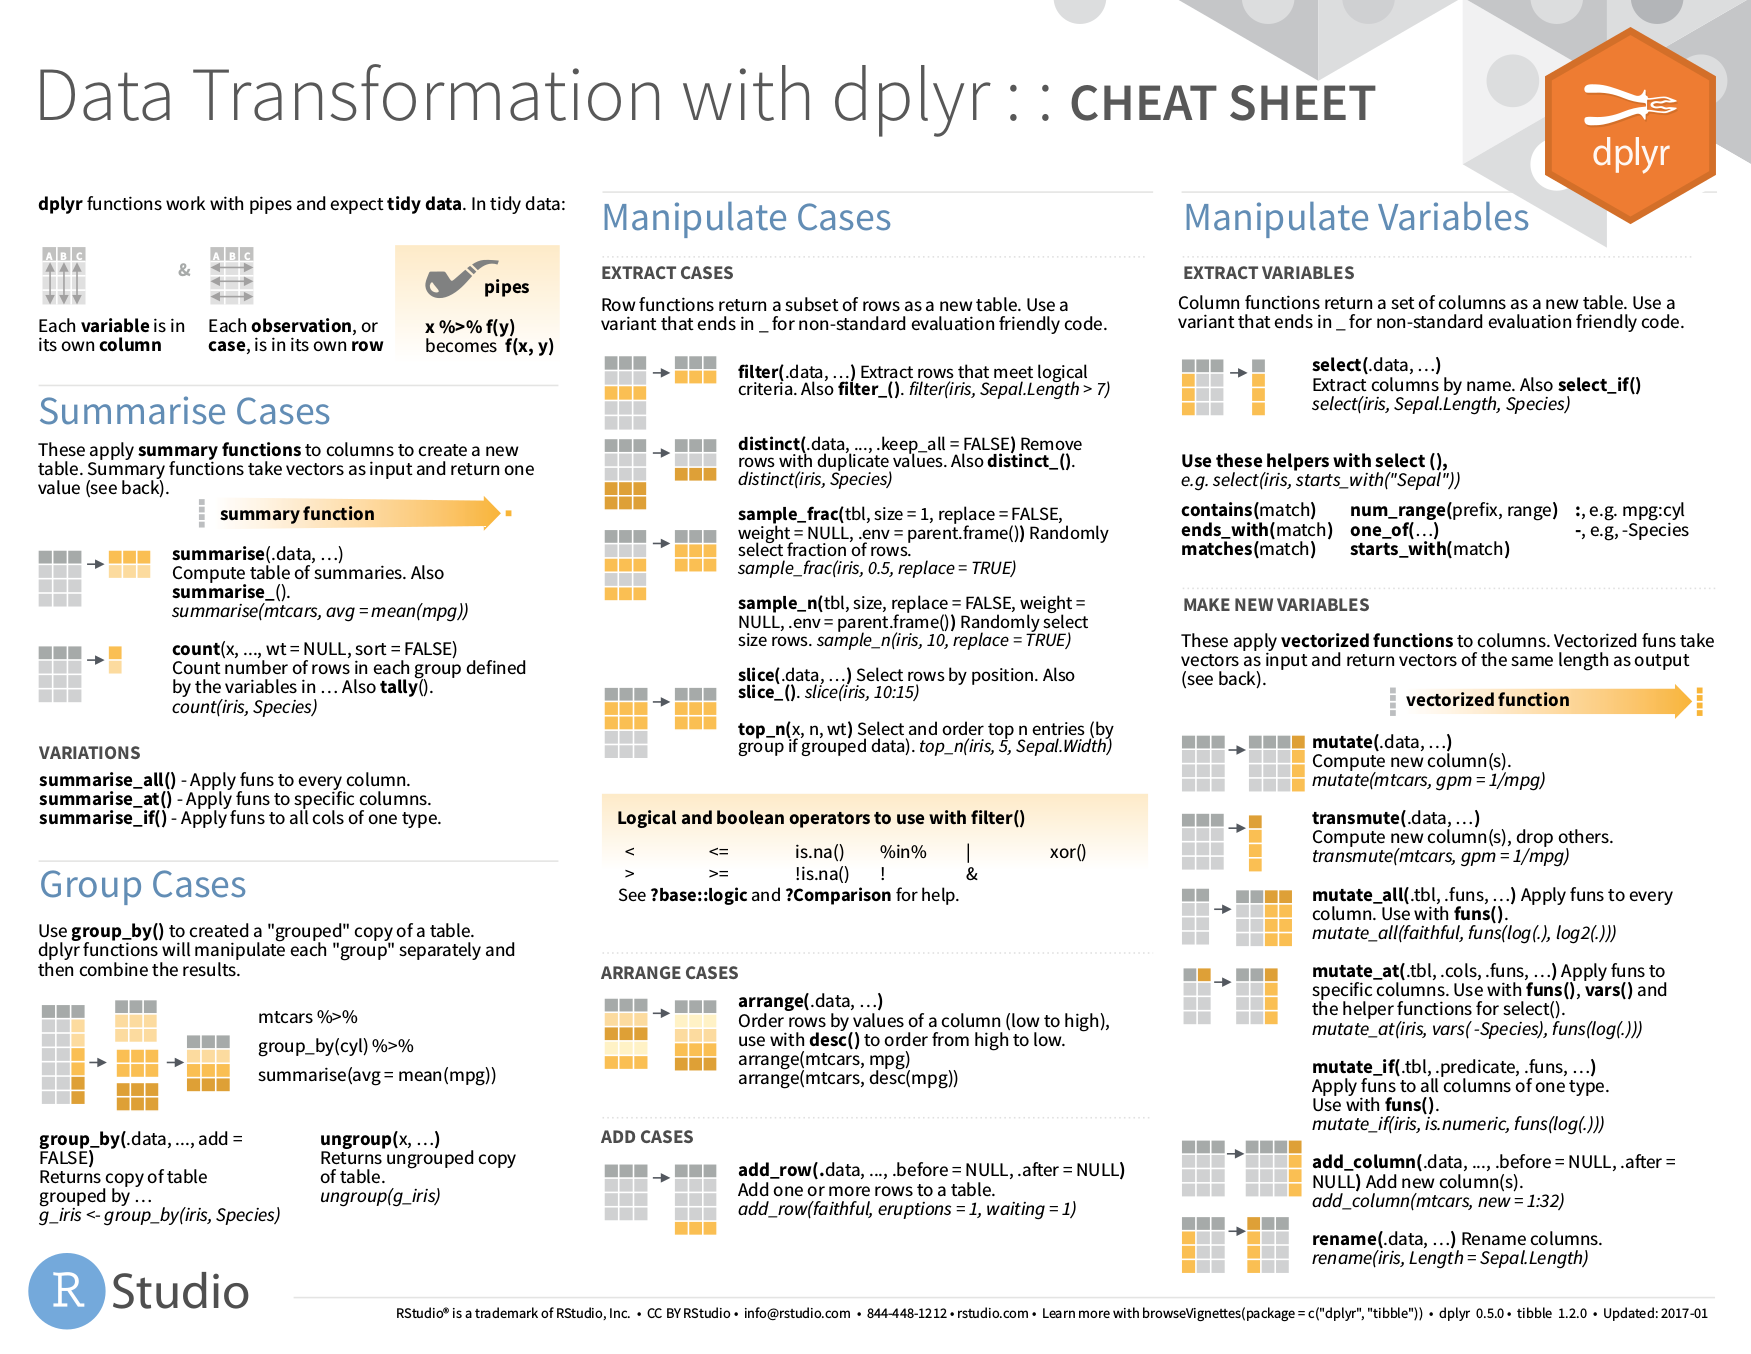 Data Transformation with dplyr : : CHEAT SHEET
dplyr
dplyr functions work with pipes and expect tidy data. In tidy data:
A B C
&
A B C
pipes
Each variable is in
its own column
Each observation, or
case, is in its own row
x %>% f(y)
becomes f(x, y)
Summarise Cases
These apply summary functions to columns to create a new
table. Summary functions take vectors as input and return one
value (see back).
summary function
summarise(.data, …)
Compute table of summaries. Also
summarise_().
summarise(mtcars, avg = mean(mpg))
count(x, ..., wt = NULL, sort = FALSE)
Count number of rows in each group defined
by the variables in … Also tally().
count(iris, Species)
VARIATIONS
summarise_all() - Apply funs to every column.
summarise_at() - Apply funs to specific columns.
summarise_if() - Apply funs to all cols of one type.
Group Cases
Use group_by() to created a "grouped" copy of a table.
dplyr functions will manipulate each "group" separately and
then combine the results.
mtcars %>%
group_by(cyl) %>%
summarise(avg = mean(mpg))
group_by(.data, ..., add =
FALSE)
Returns copy of table
grouped by …
g_iris <- group_by(iris, Species)
ungroup(x, …)
Returns ungrouped copy
of table.
ungroup(g_iris)
Manipulate Cases
EXTRACT CASES
Row functions return a subset of rows as a new table. Use a
variant that ends in _ for non-standard evaluation friendly code.
filter(.data, …) Extract rows that meet logical
criteria. Also filter_(). filter(iris, Sepal.Length > 7)
distinct(.data, ..., .keep_all = FALSE) Remove
rows with duplicate values. Also distinct_().
distinct(iris, Species)
sample_frac(tbl, size = 1, replace = FALSE,
weight = NULL, .env = parent.frame()) Randomly
select fraction of rows.
sample_frac(iris, 0.5, replace = TRUE)
sample_n(tbl, size, replace = FALSE, weight =
NULL, .env = parent.frame()) Randomly select
size rows. sample_n(iris, 10, replace = TRUE)
slice(.data, …) Select rows by position. Also
slice_(). slice(iris, 10:15)
top_n(x, n, wt) Select and order top n entries (by
group if grouped data). top_n(iris, 5, Sepal.Width)
Logical and boolean operators to use with filter()
< <= is.na() %in% | xor()
> >= !is.na() ! &
See ?base::logic and ?Comparison for help.
ARRANGE CASES
arrange(.data, …)
Order rows by values of a column (low to high),
use with desc() to order from high to low.
arrange(mtcars, mpg)
arrange(mtcars, desc(mpg))
ADD CASES
add_row(.data, ..., .before = NULL, .after = NULL)
Add one or more rows to a table.
add_row(faithful, eruptions = 1, waiting = 1)
Manipulate Variables
EXTRACT VARIABLES
Column functions return a set of columns as a new table. Use a
variant that ends in _ for non-standard evaluation friendly code.
select(.data, …)
Extract columns by name. Also select_if()
select(iris, Sepal.Length, Species)
Use these helpers with select (),
e.g. select(iris, starts_with("Sepal"))
contains(match) num_range(prefix, range) :, e.g. mpg:cyl
ends_with(match) one_of(…) -, e.g, -Species
matches(match) starts_with(match)
MAKE NEW VARIABLES
These apply vectorized functions to columns. Vectorized funs take
vectors as input and return vectors of the same length as output
(see back).
vectorized function
mutate(.data, …)
Compute new column(s).
mutate(mtcars, gpm = 1/mpg)
transmute(.data, …)
Compute new column(s), drop others.
transmute(mtcars, gpm = 1/mpg)
mutate_all(.tbl, .funs, …) Apply funs to every
column. Use with funs().
mutate_all(faithful, funs(log(.), log2(.)))
mutate_at(.tbl, .cols, .funs, …) Apply funs to
specific columns. Use with funs(), vars() and
the helper functions for select().
mutate_at(iris, vars( -Species), funs(log(.)))
mutate_if(.tbl, .predicate, .funs, …)
Apply funs to all columns of one type.
Use with funs().
mutate_if(iris, is.numeric, funs(log(.)))
add_column(.data, ..., .before = NULL, .after =
NULL) Add new column(s).
add_column(mtcars, new = 1:32)
rename(.data, …) Rename columns.
rename(iris, Length = Sepal.Length)
R Studio
RStudio® is a trademark of RStudio, Inc. • CC BY RStudio • info@rstudio.com • 844-448-1212 • rstudio.com • Learn more with browseVignettes(package = c("dplyr", "tibble")) • dplyr 0.5.0 • tibble 1.2.0 • Updated: 2017-01